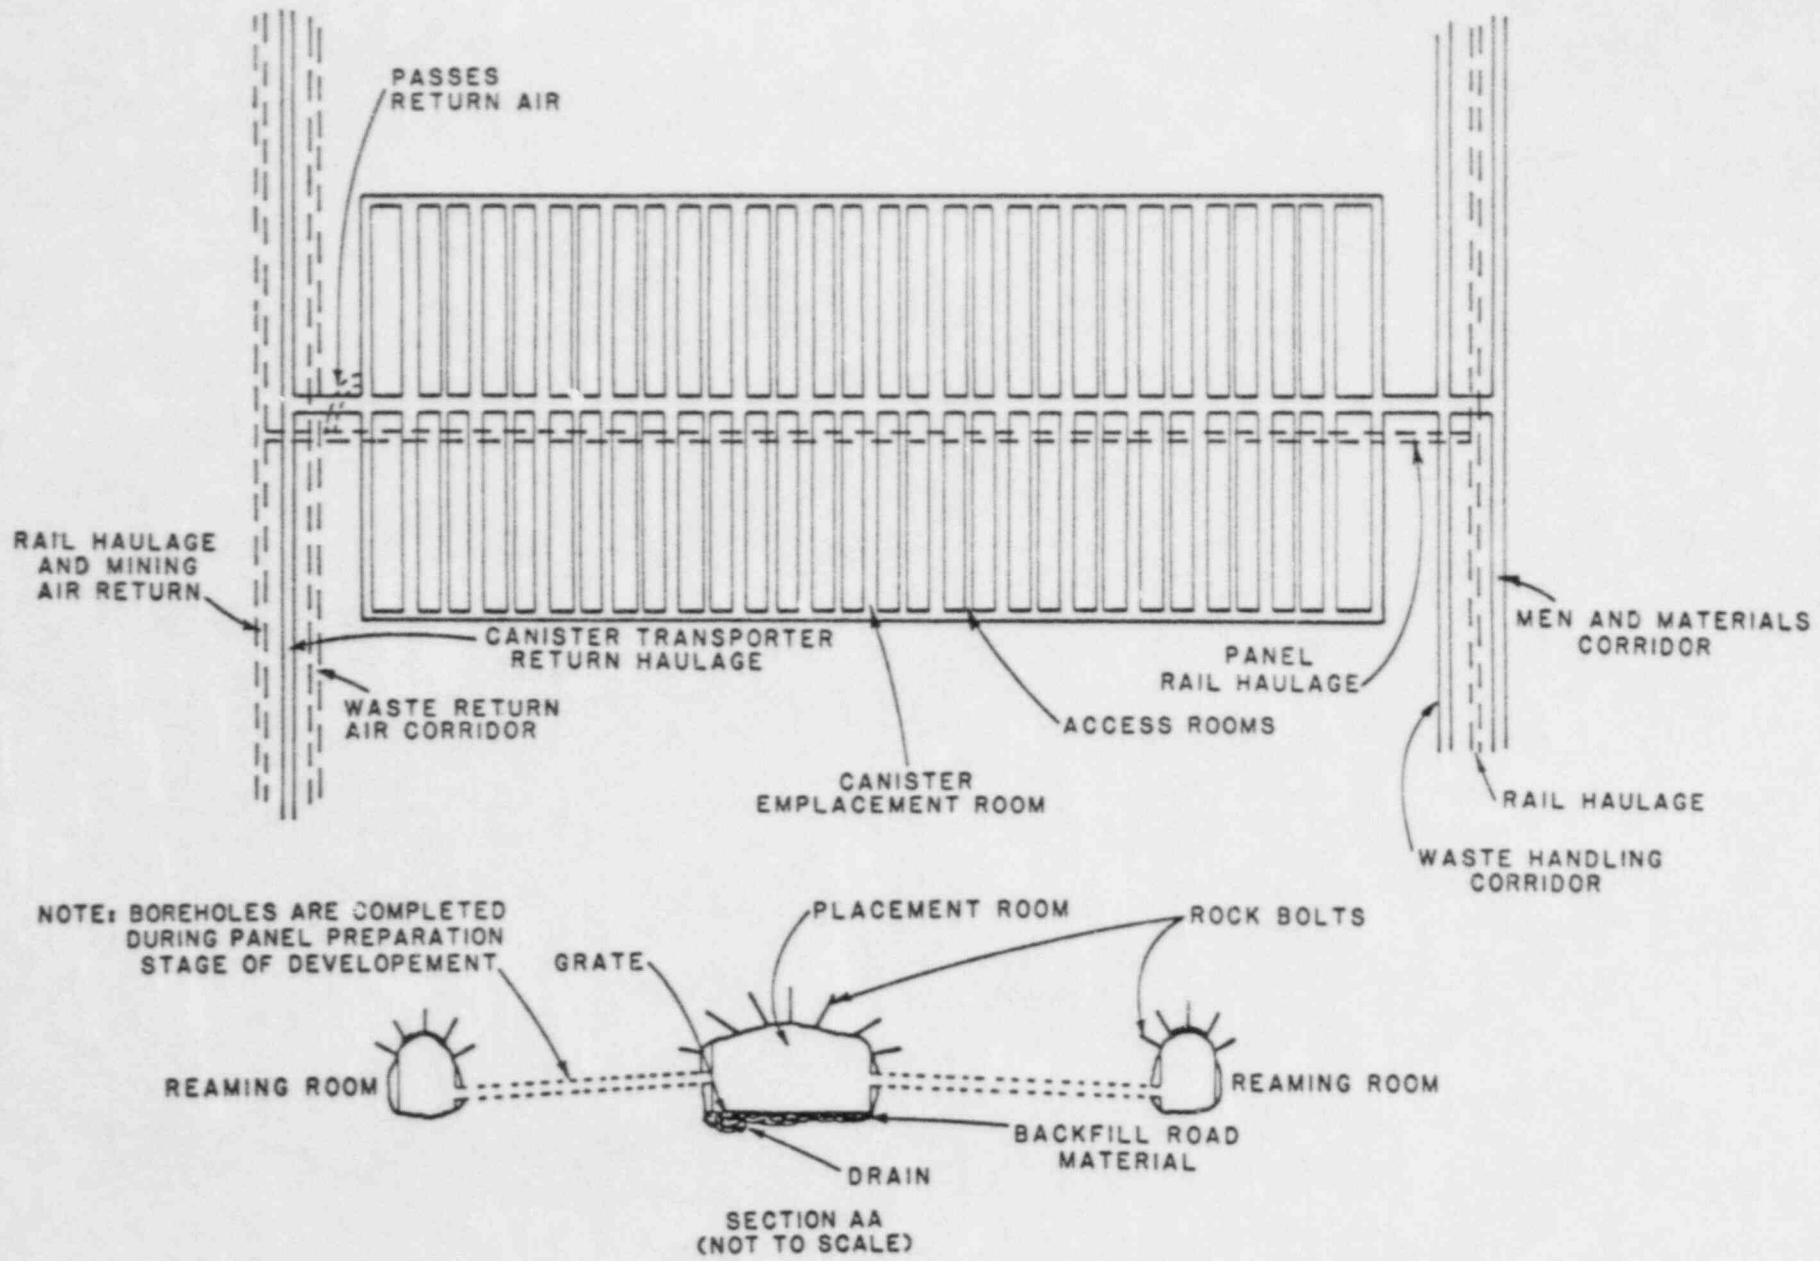 PASSES
RETURN AIR
RAIL HAULAGE
AND MINING
AIR RETURN
CANISTER TRANSPORTER
RETURN HAULAGE
WASTE RETURN
AIR CORRIDOR
CANISTER
EMPLACEMENT ROOM
ACCESS ROOMS
PANEL
RAIL HAULAGE
MEN AND MATERIALS
CORRIDOR
RAIL HAULAGE
WASTE HANDLING
CORRIDOR
NOTE: BOREHOLES ARE COMPLETED
DURING PANEL PREPARATION
STAGE OF DEVELOPEMENT
GRATE
PLACEMENT ROOM
ROCK BOLTS
REAMING ROOM
REAMING ROOM
BACKFILL ROAD
MATERIAL
DRAIN
SECTION AA
(NOT TO SCALE)